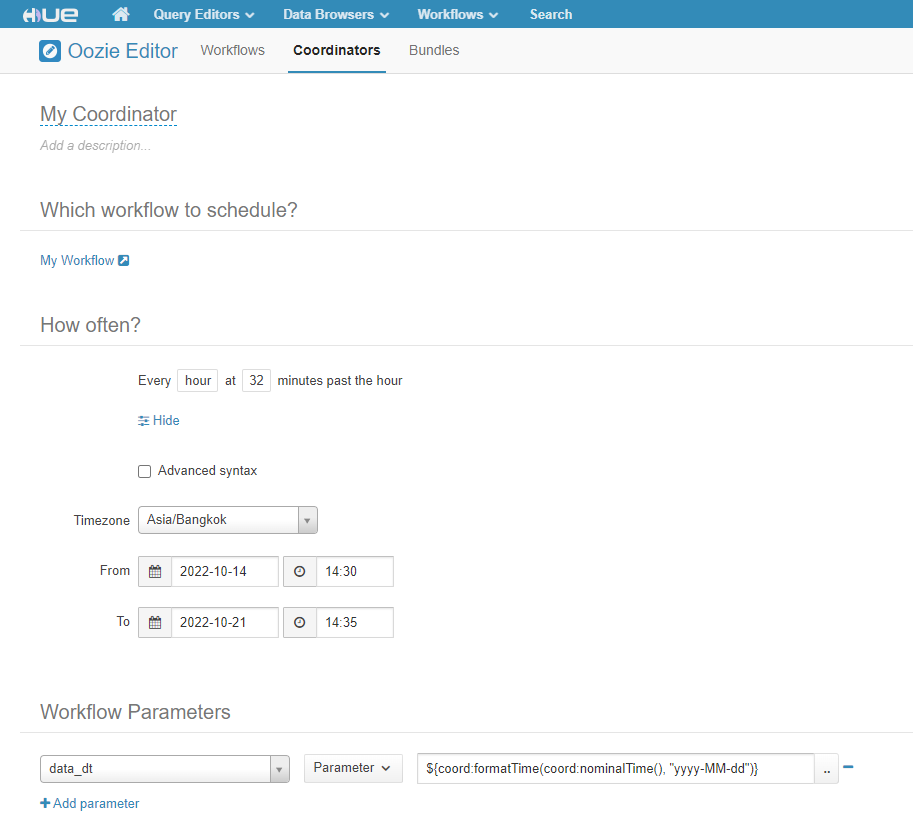 HUE Query Editors Data Browsers Workflows Search
Oozie Editor Workflows Coordinators Bundles
My Coordinator
Add a description...
Which workflow to schedule?
My Workflow
How often?
Every hour at 32 minutes past the hour
Hide
Advanced syntax
Timezone Asia/Bangkok
From 2022-10-14 14:30
To 2022-10-21 14:35
Workflow Parameters
data_dt Parameter ${coord:formatTime(coord:nominalTime(), "yyyy-MM-dd")} ..
Add parameter